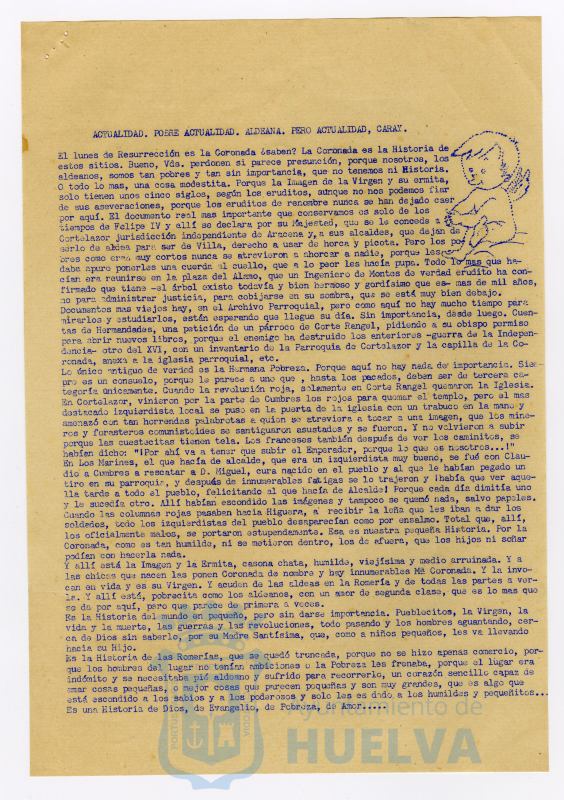 ACTUALIDAD. POBRE ACTUALIDAD. ALDEANA. PERO ACTUALIDAD, CARAY.
El lunes de Resurrección es la Coronada ¿saben? La Coronada es la Historia de
estos sitios. Bueno, Vds. perdonen si parece presunción, porque nosotros, los
aldeanos, somos tan pobres y tan sin importancia, que no tenemos ni Historia.
O todo lo mas, una cosa modestita. Porque la Imagen de la Virgen y su ermita,
solo tienen unos cinco siglos, según los eruditos, aunque no nos podemos fiar
de sus aseveraciones, porque los eruditos de renombre nunca se han dejado caer
por aquí. El documento real mas importante que conservamos es solo de los
tiempos de Felipe IV y allí se declara por su Majestad, que se le concede a
Cortelazor jurisdición independiente de Aracena y, a sus alcaldes, que dejan de
serlo de aldea para ser de Villa, derecho a usar de horca y picota. Pero los po
bres como eran muy cortos nunca se atrevieron a ahorcar a nadie, porque les
daba apuro ponerles una cuerda al cuello, que a lo peor les hacía pupa. Todo lo mas que ha-
cían era reunirse en la plaza del Alamo, que un Ingeniero de Montes de verdad erudito ha con-
firmado que tiene -el árbol existe todavía y bien hermoso y gordísimo que es- mas de mil años,
no para administrar justicia, para cobijarse en su sombra, que se está muy bien debajo.
Documentos mas viejos hay, en el Archivo Parroquial, pero como aquí no hay mucho tiempo para
mirarlos y estudiarlos, están esperando que llegue su día. Sin importancia, desde luego. Cuen-
tas de Hermandades, una petición de un párroco de Corte Rangel, pidiendo a su obispo permiso
para abrir nuevos libros, porque el enemigo ha destruido los anteriores -guerra de la Indepen-
dencia- otro del XVI, con un inventario de la Parroquia de Cortelazor y la capilla de la Co-
ronada, anexa a la iglesia parroquial, etc.
Lo único antiguo de verdad es la Hermana Pobreza. Porque aquí no hay nada de importancia. Siem-
pre es un consuelo, porque le parece a uno que , hasta los pecados, deben ser de tercera ca-
tegoría únicamente. Cuando la revolución roja, solamente en Corte Rangel quemaron la Iglesia.
En Cortelazor, vinieron por la parte de Cumbres los rojos para quemar el templo, pero el mas
destacado izquierdista local se puso en la puerta de la iglesia con un trabuco en la mano y
amenazó con tan horrendas palabrotas a quien se atreviera a tocar a una imagen, que los mine-
ros y forasteros comunistoides se santiguaron asustados y se fueron. Y no volvieron a subir
porque las cuestecitas tienen tela. Los franceses también después de ver los caminitos, se
habían dicho: "¡Por ahí va a tener que subir el Emperador, porque lo que es nosotros...!"
En Los Marines, el que hacía de alcalde, que era un izquierdista muy bueno, se fué con Clau-
dio a Cumbres a rescatar a D. Miguel, cura nacido en el pueblo y al que le habían pegado un
tiro en su parroquia, y después de innumerables fatigas se lo trajeron y ¡había que ver aque-
lla tarde a todo el pueblo, felicitando al que hacía de Alcalde! Porque cada día dimitía uno
y le sucedía otro. Allí habían escondido las imágenes y tampoco se quemó nada, salvo papeles.
Cuando las columnas rojas pasaban hacia Higuera, a recibir la leña que les iban a dar los
soldados, todo los izquierdistas del pueblo desaparecían como por ensalmo. Total que, allí,
los oficialmente malos, se portaron estupendamente. Esa es nuestra pequeña Historia. Por la
Coronada, como es tan humilde, ni se metieron dentro, los de afuera, que los hijos ni soñar
podían con hacerla nada.
Y allí está la Imagen y la Ermita, casona chata, humilde, viejísima y medio arruinada. Y a
las chicas que nacen las ponen Coronada de nombre y hay innumerables Mª Coronada. Y la invo-
can en vida y es su Virgen. Y acuden de las aldeas en la Romería y de todas las partes a ver-
la. Y allí está, pobrecita como los aldeanos, con un amor de segunda clase, que es lo mas que
se da por aquí, pero que parece de primera a veces.
Es la Historia del mundo en pequeño, pero sin darse importancia. Pueblecitos, la Virgen, la
vida y la muerte, las guerras y las revoluciones, todo pasando y los hombres aguantando, cer-
ca de Dios sin saberlo, por su Madre Santísima, que, como a niños pequeños, les va llevando
hacia su Hijo.
Es la Historia de las Romerías, que se quedó truncada, porque no se hizo apenas comercio, por-
que los hombres del lugar no tenían ambiciones o la Pobreza les frenaba, porque el lugar era
indómito y se necesitaba pié aldeano y sufrido para recorrerlo, un corazón sencillo capaz de
amar cosas pequeñas, o mejor cosas que parecen pequeñas y son muy grandes, que es algo que
está escondido a los sabios y a los poderosos y solo les es dado a los humildes y pequeñitos...
Es una Historia de Dios, de Evangelio, de Pobreza, de Amor.....
Ayuntamiento de
HUELVA